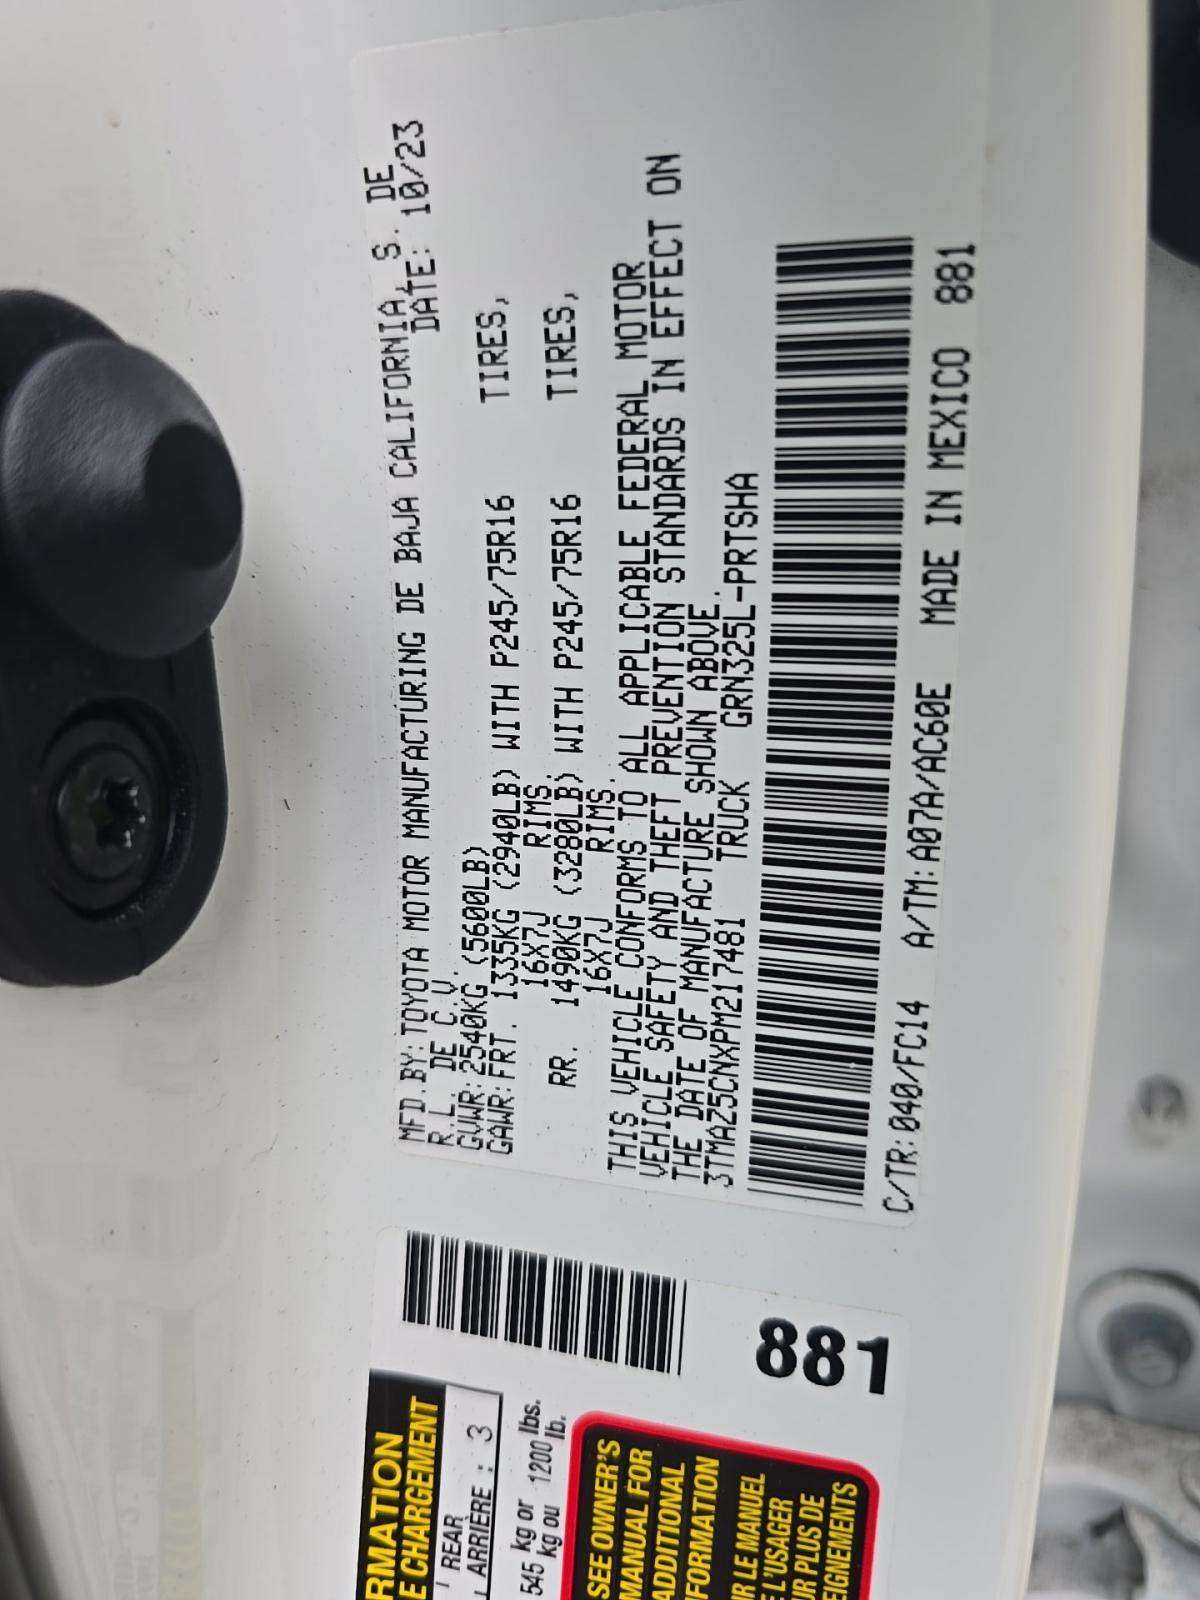 MFD.BY:TOYOTA MOTOR MANUFACTURING DE BAJA CALIFORNIA, S. DE
R.L. DE C.V. DATE: 10/23
GVWR:2540KG (5600LB)
GAWR:FRT. 1335KG (2940LB) WITH P245/75R16 TIRES,
16X7J RIMS.
RR. 1490KG (3280LB) WITH P245/75R16 TIRES,
16X7J RIMS.
THIS VEHICLE CONFORMS TO ALL APPLICABLE FEDERAL MOTOR
VEHICLE SAFETY AND THEFT PREVENTION STANDARDS IN EFFECT ON
THE DATE OF MANUFACTURE SHOWN ABOVE.
3TMAZ5CNXPM217481 TRUCK GRN325L-PRTSHA
C/TR:040/FC14 A/TM:A07A/AC60E MADE IN MEXICO 881
881
RMATION
E CHARGEMENT
REAR
ARRIÈRE : 3
545 kg or 1200 lbs.
kg ou lb.
SEE OWNER'S
MANUAL FOR
ADDITIONAL
FORMATION
IR LE MANUEL
E L'USAGER
UR PLUS DE
EIGNEMENTS